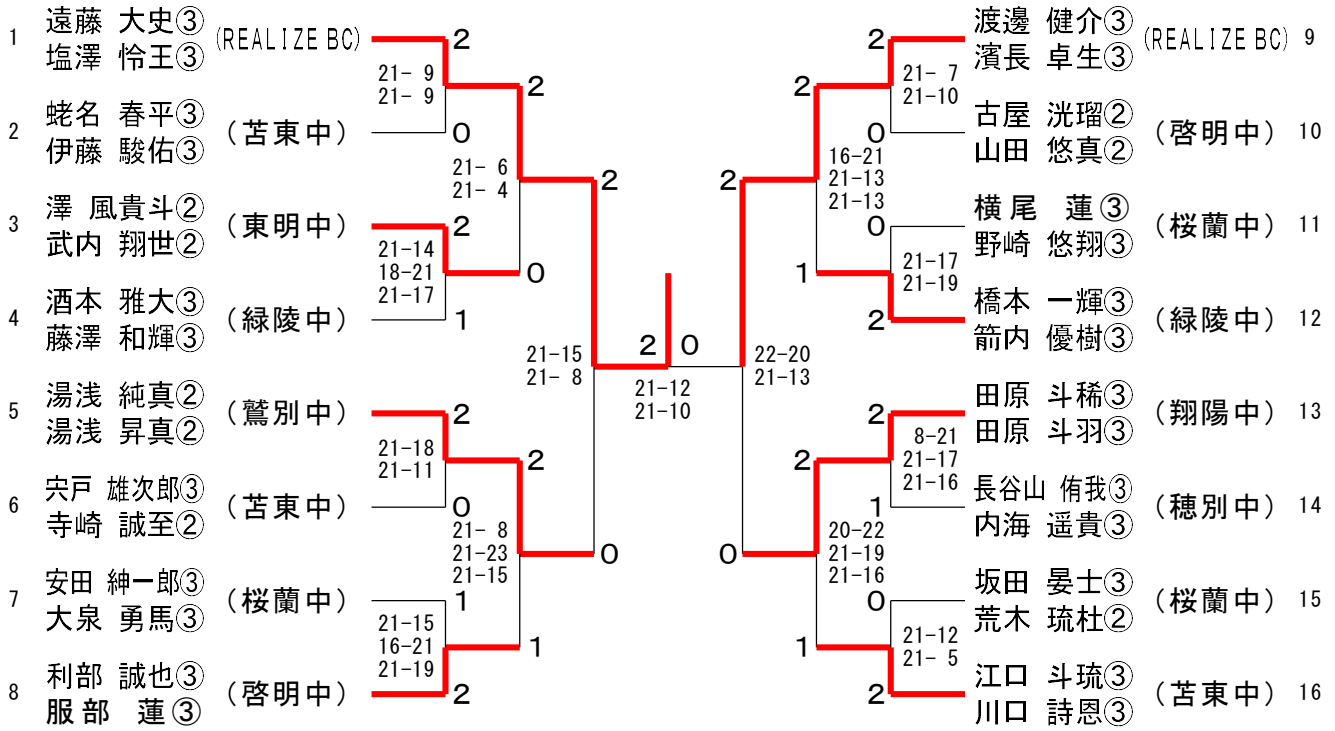 1 遠藤 大史③ (REALIZE BC)
塩澤 怜王③
2
21- 9
21- 9
2
2 蛯名 春平③ (苫東中)
伊藤 駿佑③
0
21- 6
21- 4
2
3 澤 風貴斗② (東明中)
武内 翔世②
2
21-14
18-21
21-17
0
4 酒本 雅大③ (緑陵中)
藤澤 和輝③
1
21-15
21- 8
5 湯浅 純真② (鷲別中)
湯浅 昇真②
2
21-18
21-11
2
6 宍戸 雄次郎③ (苫東中)
寺崎 誠至②
0
21- 8
21-23
21-15
0
7 安田 紳一郎③ (桜蘭中)
大泉 勇馬③
1
21-15
16-21
21-19
1
8 利部 誠也③ (啓明中)
服部 蓮③
2
2 0
21-12
21-10
渡邊 健介③ (REALIZE BC) 9
濱長 卓生③
2
21- 7
21-10
2
古屋 洸瑠② (啓明中) 10
山田 悠真②
0
16-21
21-13
21-13
2
横尾 蓮③ (桜蘭中) 11
野崎 悠翔③
0
21-17
21-19
1
橋本 一輝③ (緑陵中) 12
箭内 優樹③
2
22-20
21-13
田原 斗稀③ (翔陽中) 13
田原 斗羽③
2
8-21
21-17
21-16
2
長谷山 侑我③ (穂別中) 14
内海 遥貴③
1
20-22
21-19
21-16
0
坂田 晏士③ (桜蘭中) 15
荒木 琉杜②
0
21-12
21- 5
1
江口 斗琉③ (苫東中) 16
川口 詩恩③
2